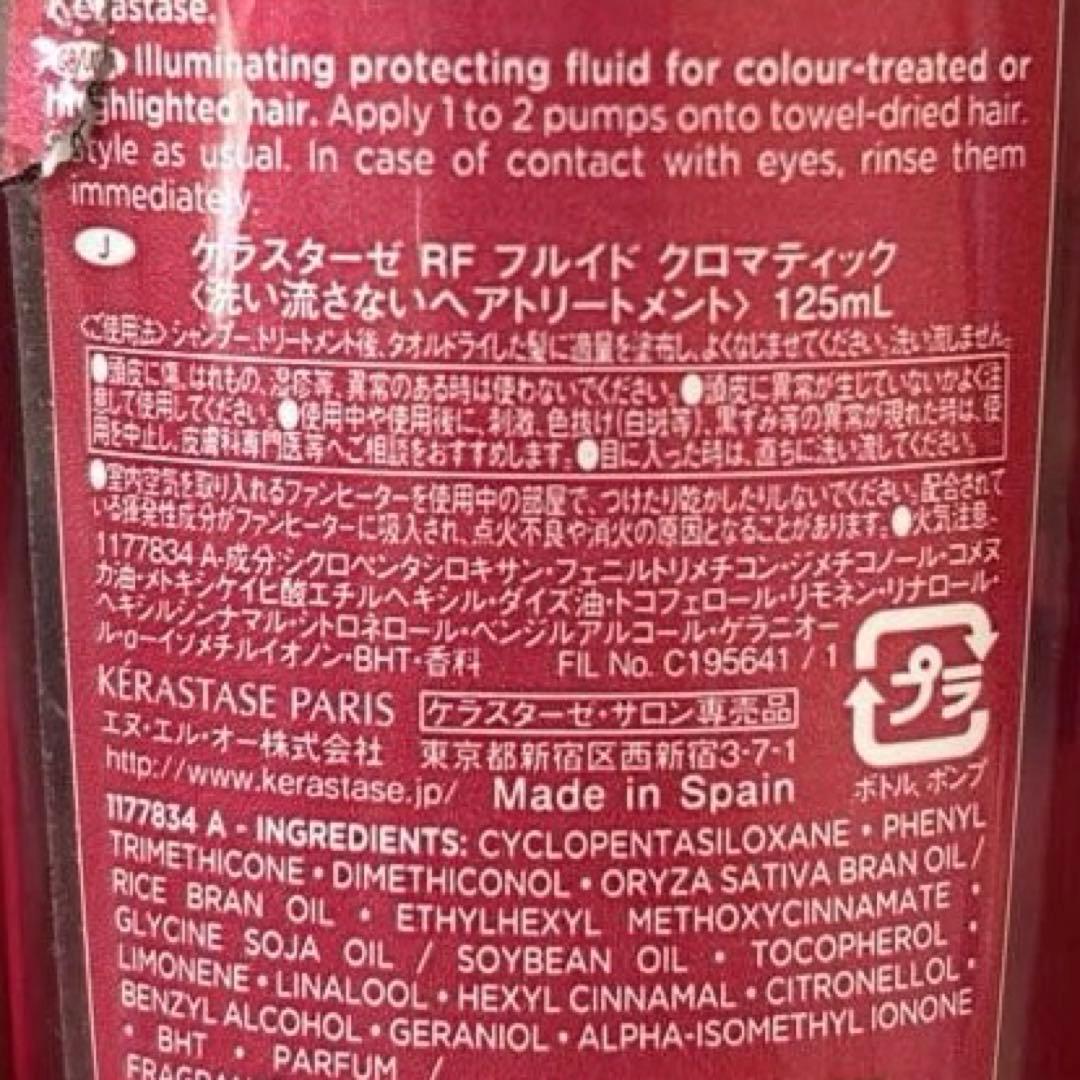 Kérastase.
Illuminating protecting fluid for colour-treated or
highlighted hair. Apply 1 to 2 pumps onto towel-dried hair.
Style as usual. In case of contact with eyes, rinse them
immediately.
J ケラスターゼ RF フルイド クロマティック
〈洗い流さないヘアトリートメント〉 125mL
〈ご使用法〉シャンプー、トリートメント後、タオルドライした髪に適量を塗布し、よくなじませてください。洗い流しません。
●頭皮に傷、はれもの、湿疹等、異常のある時は使わないでください。●頭皮に異常が生じていないかよく注
意して使用してください。●使用中や使用後に、刺激、色抜け(白斑等)、黒ずみ等の異常が現れた時は、使
用を中止し、皮膚科専門医等へご相談をおすすめします。●目に入った時は、直ちに洗い流してください。
●室内空気を取り入れるファンヒーターを使用中の部屋で、つけたり乾かしたりしないでください。配合されて
いる揮発性成分がファンヒーターに吸入され、点火不良や消火の原因となることがあります。●火気注意。
1177834 A-成分:シクロペンタシロキサン・フェニルトリメチコン・ジメチコノール・コメヌ
カ油・メトキシケイヒ酸エチルヘキシル・ダイズ油・トコフェロール・リモネン・リナロール・
ヘキシルシンナマル・シトロネロール・ベンジルアルコール・ゲラニオー
ル・α-イソメチルイオノン・BHT・香料 FIL No. C195641 / 1
プラ
KÉRASTASE PARIS ケラスターゼ・サロン専売品
エヌ・エル・オー株式会社 東京都新宿区西新宿3-7-1
http://www.kerastase.jp/ Made in Spain ボトル、ポンプ
1177834 A - INGREDIENTS: CYCLOPENTASILOXANE • PHENYL
TRIMETHICONE • DIMETHICONOL • ORYZA SATIVA BRAN OIL /
RICE BRAN OIL • ETHYLHEXYL METHOXYCINNAMATE •
GLYCINE SOJA OIL / SOYBEAN OIL • TOCOPHEROL •
LIMONENE • LINALOOL • HEXYL CINNAMAL • CITRONELLOL •
BENZYL ALCOHOL • GERANIOL • ALPHA-ISOMETHYL IONONE
• BHT • PARFUM /